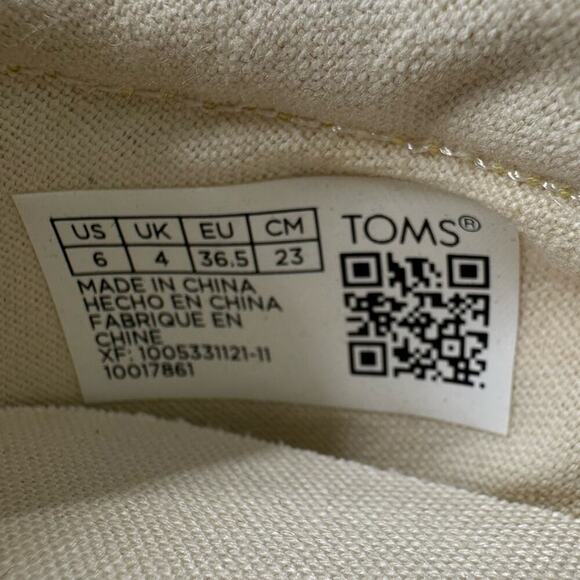 US UK EU CM
6 4 36.5 23
TOMS®
MADE IN CHINA
HECHO EN CHINA
FABRIQUE EN
CHINE
XF: 1005331121-11
10017861